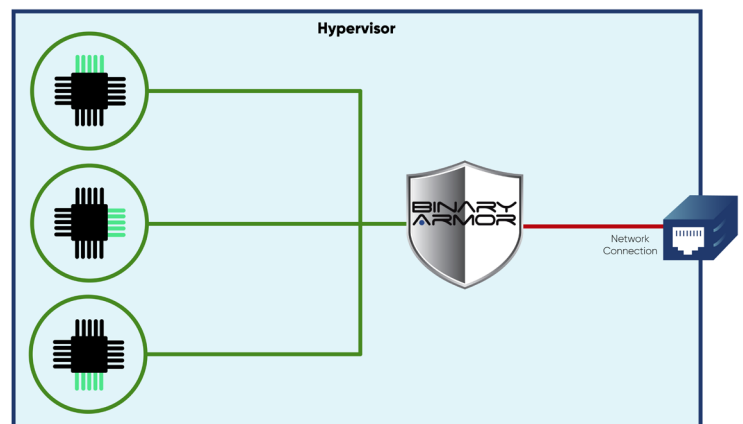 Hypervisor
BINARY
ARMOR
Network
Connection